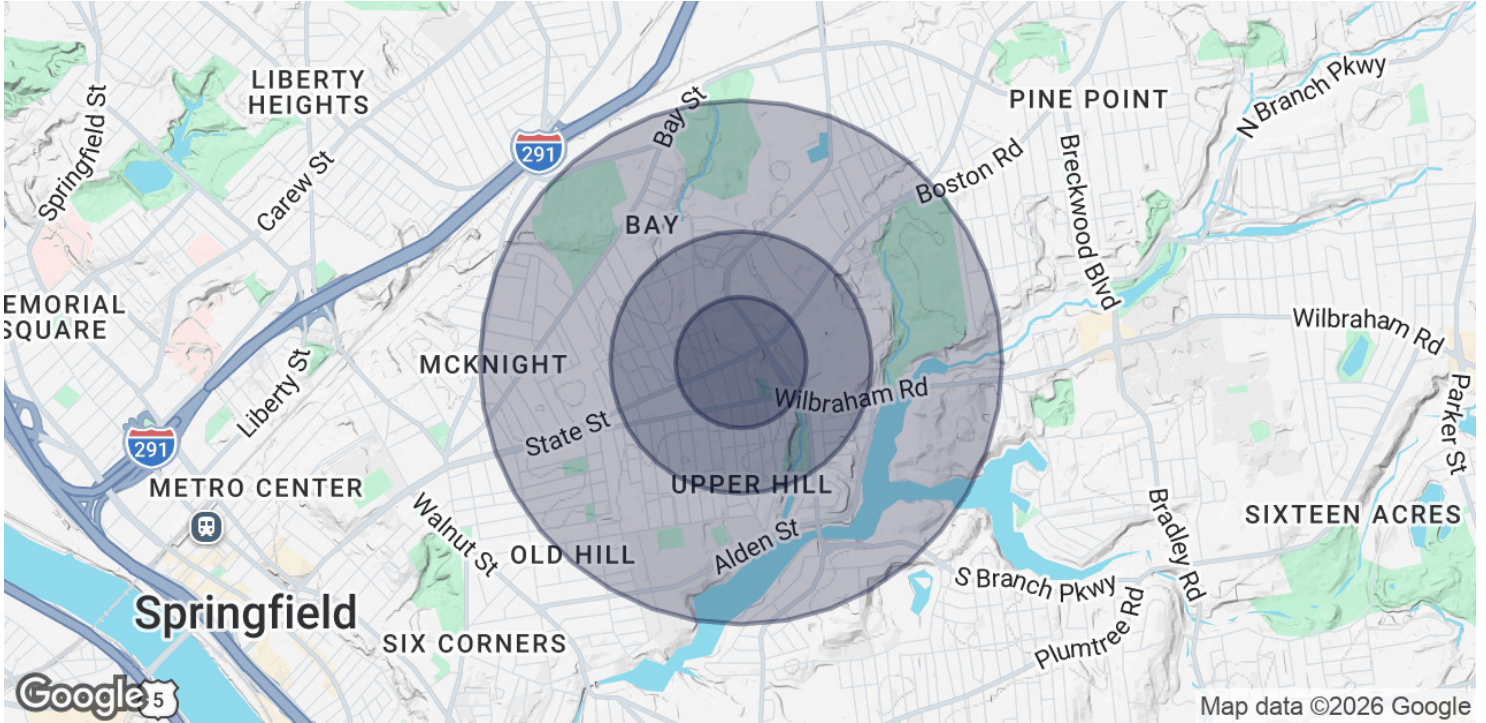 LIBERTY
HEIGHTS
Springfield St
Carew St
291
Bay St
PINE POINT
N Branch Pkwy
Boston Rd
Breckwood Blvd
BAY
EMORIAL
SQUARE
Liberty St
MCKNIGHT
Wilbraham Rd
Wilbraham Rd
Parker St
State St
291
METRO CENTER
UPPER HILL
Walnut St
Bradley Rd
SIXTEEN ACRES
OLD HILL
Alden St
S Branch Pkwy
Springfield
SIX CORNERS
Plumtree Rd
Google
5
Map data ©2026 Google